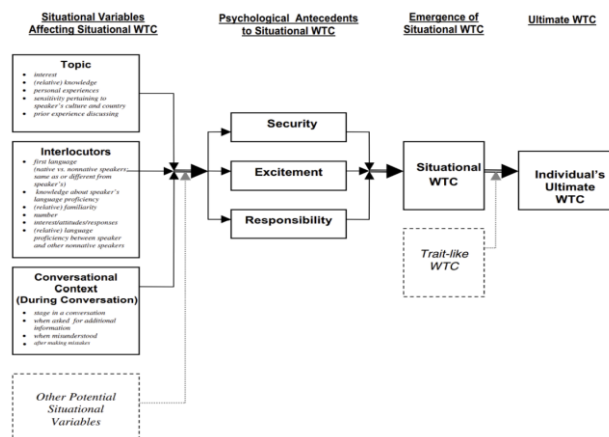 Situational Variables
Affecting Situational WTC
Psychological Antecedents
to Situational WTC
Emergence of
Situational WTC
Ultimate WTC
Topic
• interest
• (relative) knowledge
• personal experiences
• sensitivity pertaining to
speaker's culture and country
• prior experience discussing
Interlocutors
• first language
(native vs. nonnative speakers;
same as or different from
speaker's)
• knowledge about speaker's
language proficiency
• (relative) familiarity
• number
• interest/attitudes/responses
• (relative) language
proficiency between speaker
and other nonnative speakers
Conversational
Context
(During Conversation)
• stage in a conversation
• when asked for additional
information
• when misunderstood
• after making mistakes
Other Potential
Situational
Variables
Security
Excitement
Responsibility
Situational
WTC
Trait-like
WTC
Individual's
Ultimate
WTC